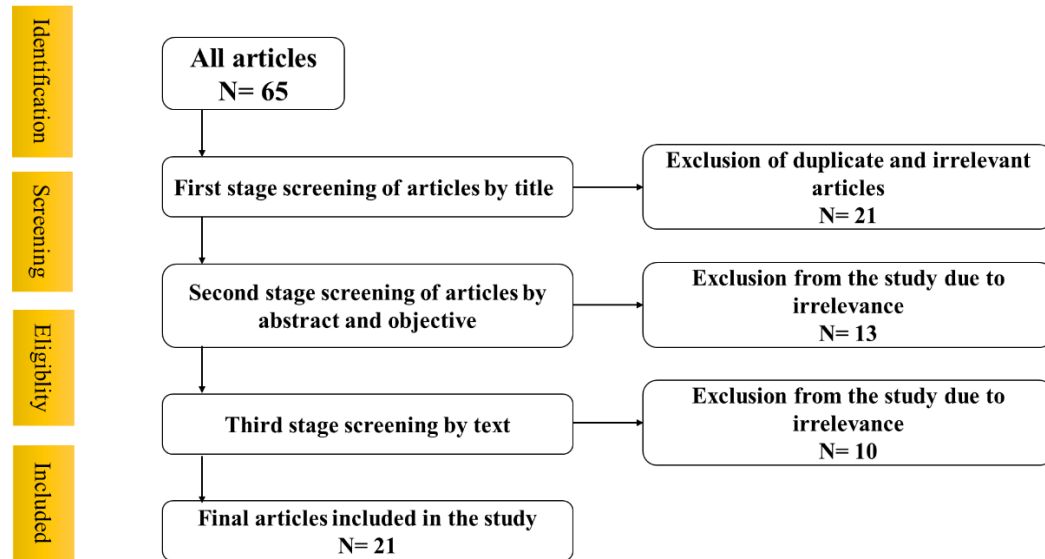 Identification
All articles
N= 65
First stage screening of articles by title
Exclusion of duplicate and irrelevant
articles
N= 21
Screening
Second stage screening of articles by
abstract and objective
Exclusion from the study due to
irrelevance
N= 13
Eligiblity
Third stage screening by text
Exclusion from the study due to
irrelevance
N= 10
Included
Final articles included in the study
N= 21